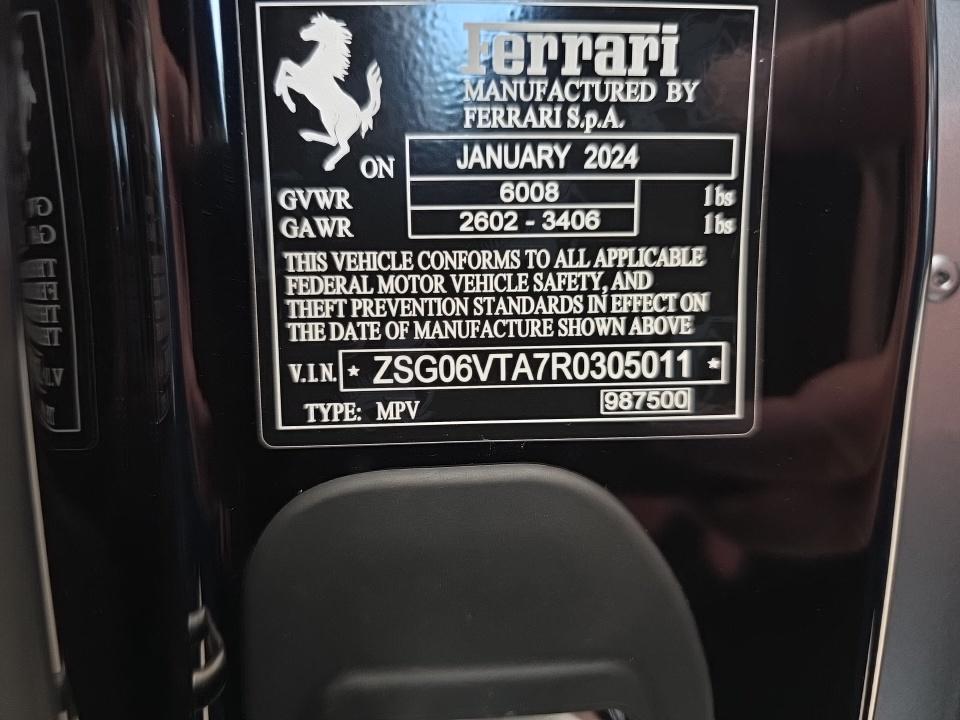 Ferrari
MANUFACTURED BY
FERRARI S.p.A.
ON JANUARY 2024
GVWR 6008 lbs
GAWR 2602 - 3406 lbs
THIS VEHICLE CONFORMS TO ALL APPLICABLE
FEDERAL MOTOR VEHICLE SAFETY, AND
THEFT PREVENTION STANDARDS IN EFFECT ON
THE DATE OF MANUFACTURE SHOWN ABOVE
V.I.N. * ZSG06VTA7R0305011 *
TYPE: MPV 987500